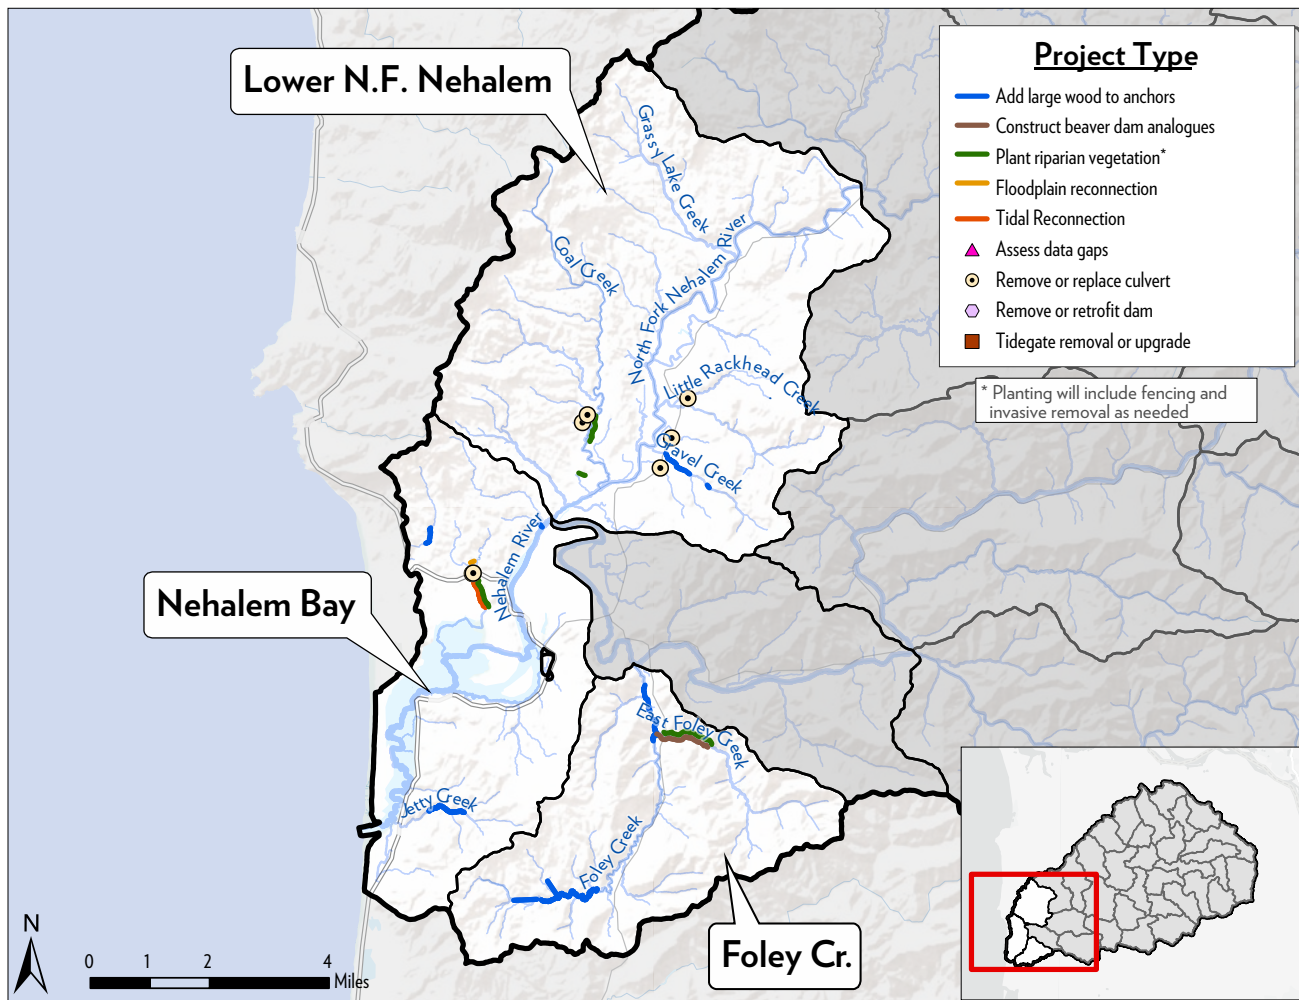 Lower N.F. Nehalem
Project Type
Add large wood to anchors
Construct beaver dam analogues
Plant riparian vegetation*
Floodplain reconnection
Tidal Reconnection
Assess data gaps
Remove or replace culvert
Remove or retrofit dam
Tidegate removal or upgrade
* Planting will include fencing and
invasive removal as needed
Grassy Lake Creek
Coal Creek
North Fork Nehalem River
Little Rackhead Creek
Gravel Creek
Nehalem River
Nehalem Bay
East Foley Creek
Jetty Creek
Foley Creek
Foley Cr.
N
0 1 2 4
Miles